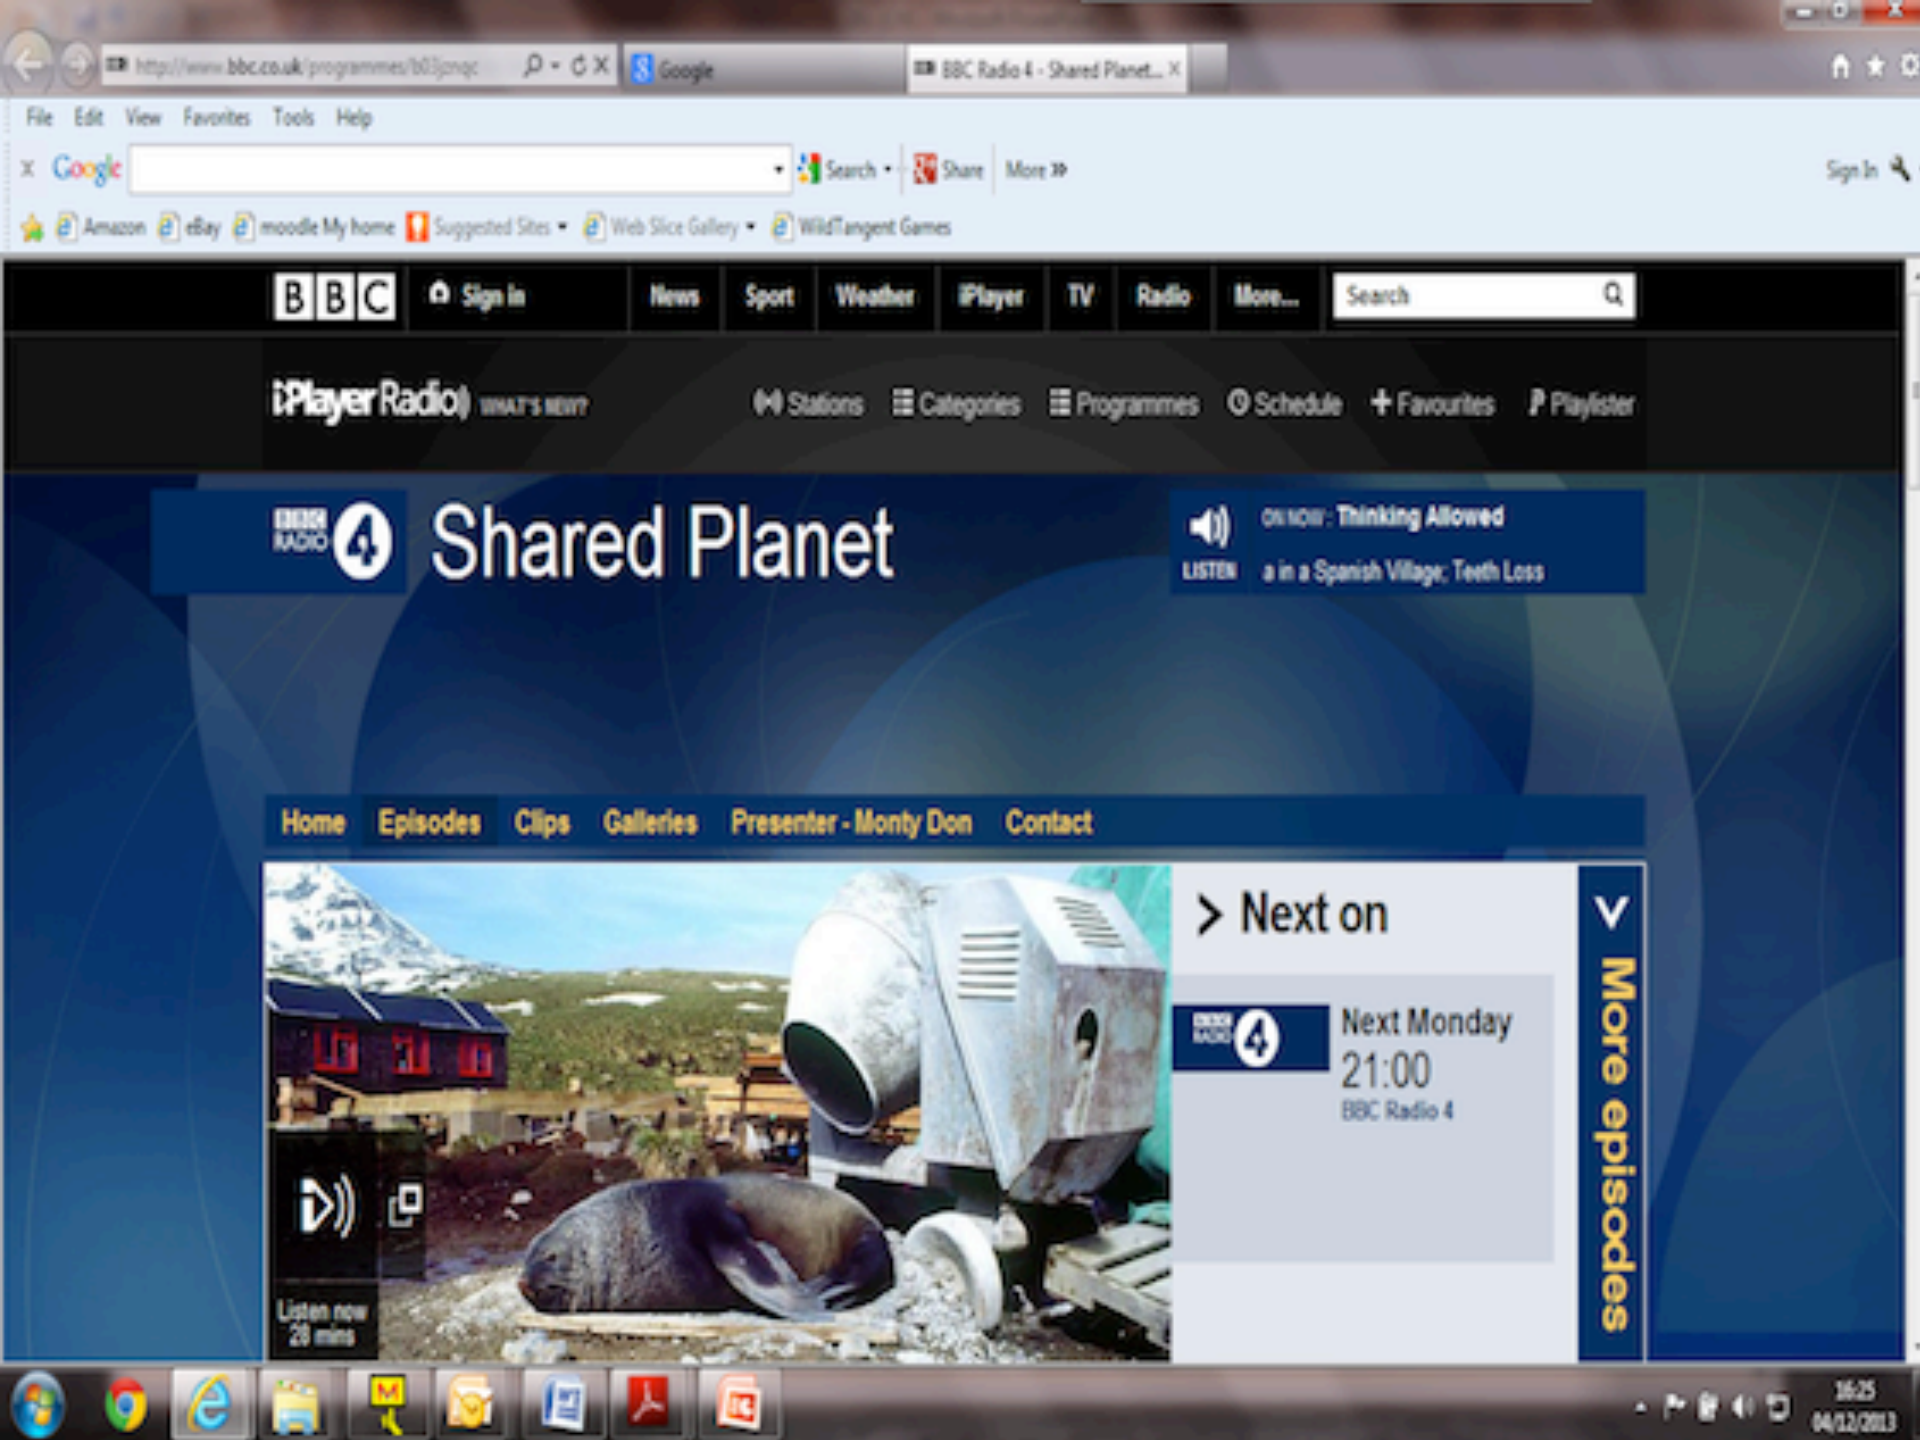 http://www.bbc.co.uk/programmes/b03jcnqc
Google
BBC Radio 4 - Shared Planet...
File Edit View Favorites Tools Help
x Google
Search
Share
More »
Sign In
Amazon eBay moodle My home Suggested Sites Web Slice Gallery WildTangent Games
BBC Sign in News Sport Weather iPlayer TV Radio More... Search
iPlayer Radio WHAT'S NEW? Stations Categories Programmes Schedule Favourites Playlister
BBC RADIO 4
Shared Planet
ON NOW : Thinking Allowed
LISTEN
a in a Spanish Village; Teeth Loss
Home Episodes Clips Galleries Presenter - Monty Don Contact
Next on
BBC RADIO 4
Next Monday
21:00
BBC Radio 4
More episodes
Listen now
28 mins
16:25
04/12/2013